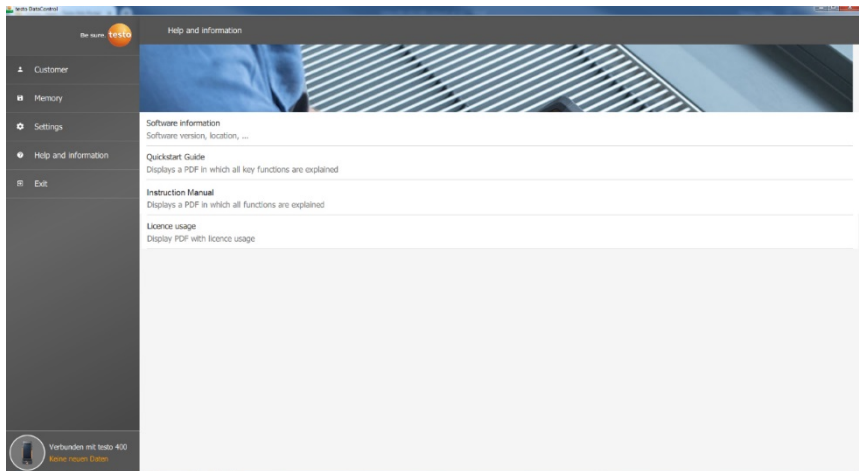 testo DataControl
Be sure. testo
Help and information
Customer
Memory
Settings
Help and information
Exit
Software information
Software version, location, ...
Quickstart Guide
Displays a PDF in which all key functions are explained
Instruction Manual
Displays a PDF in which all functions are explained
Licence usage
Display PDF with licence usage
Verbunden mit testo 400
Keine neuen Daten